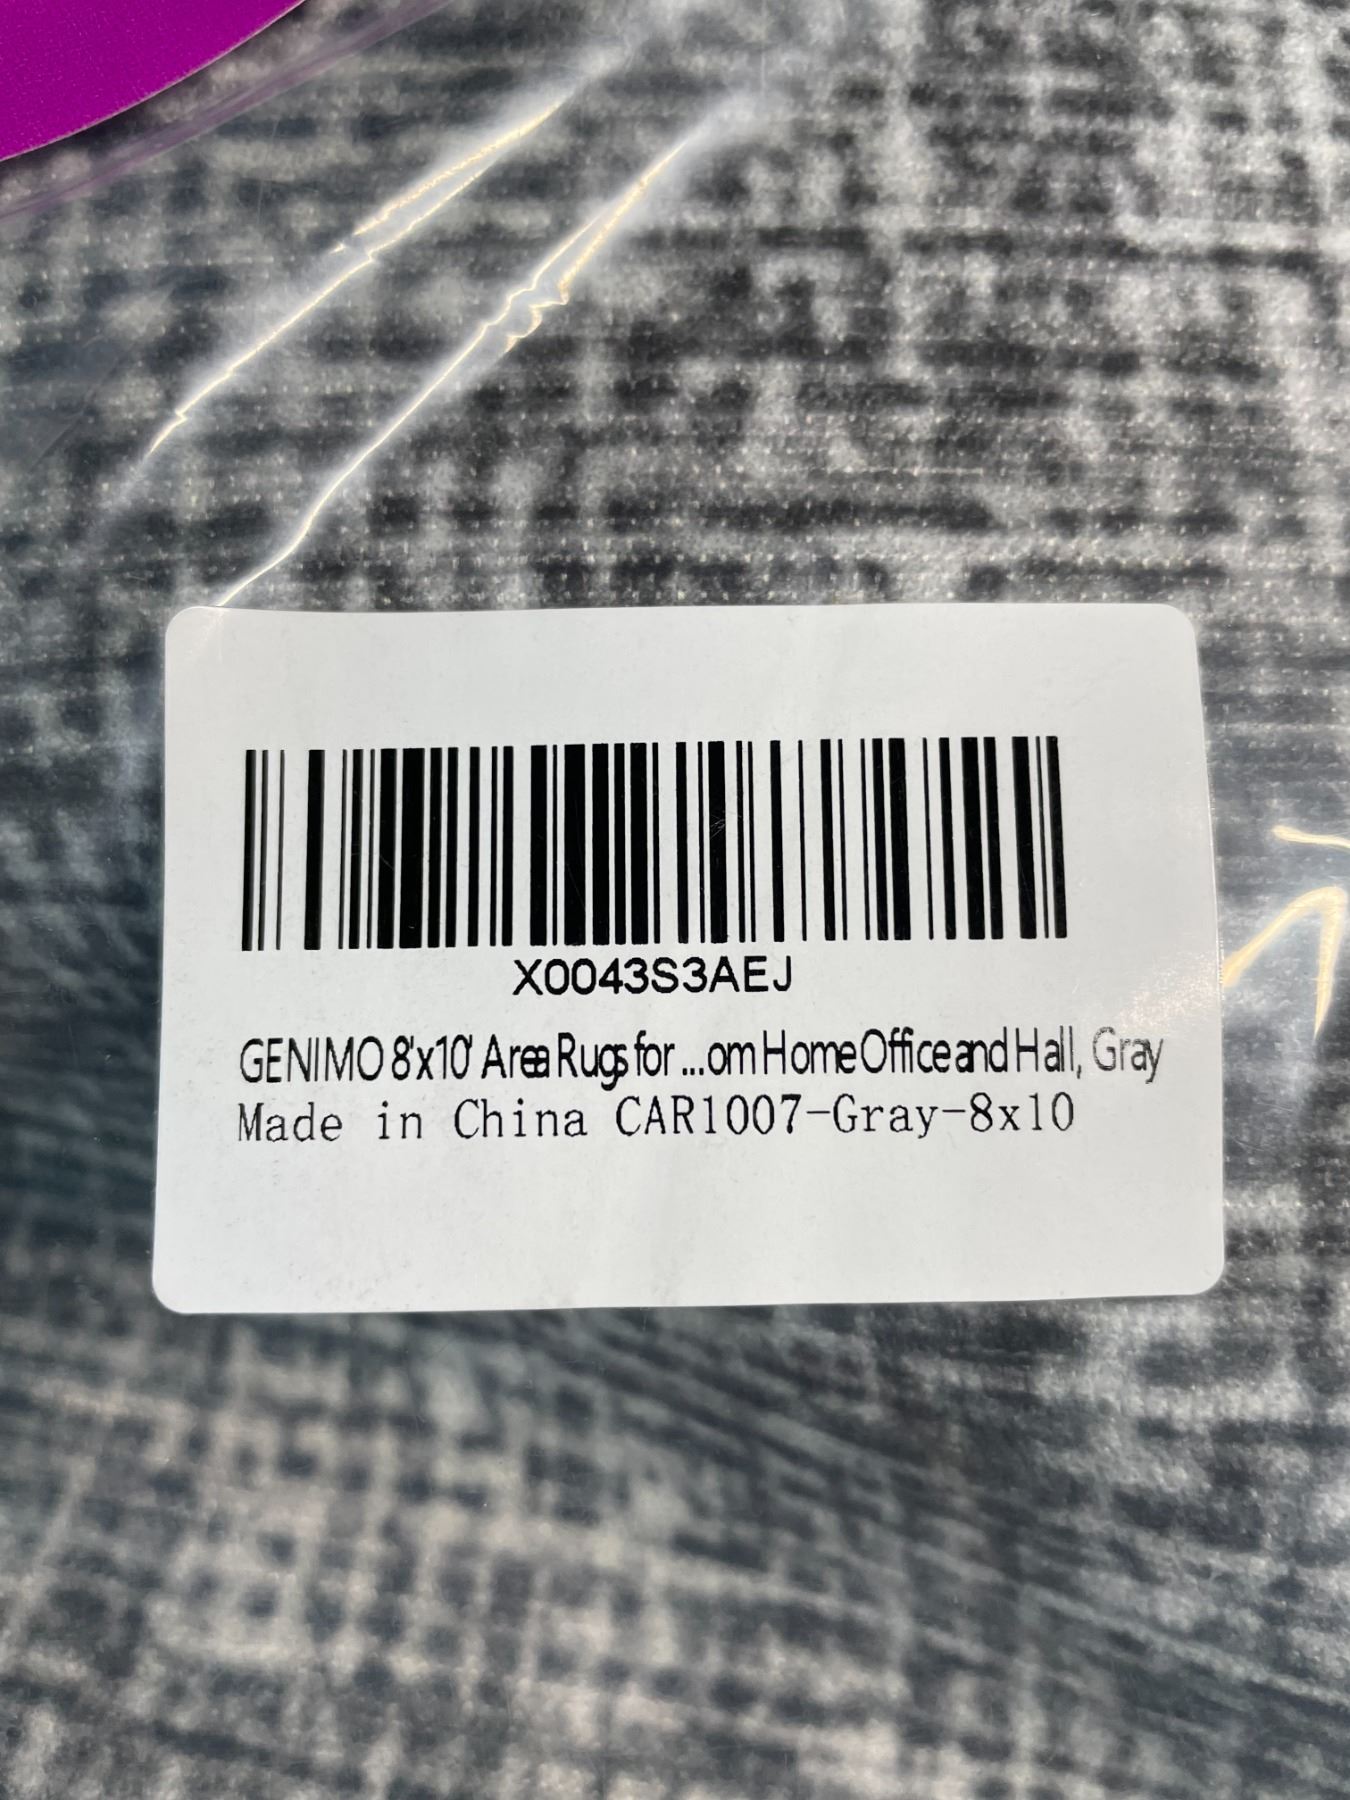 X0043S3AEJ
GENIMO 8'x10' Area Rugs for ...om Home Office and Hall, Gray
Made in China CAR1007-Gray-8x10